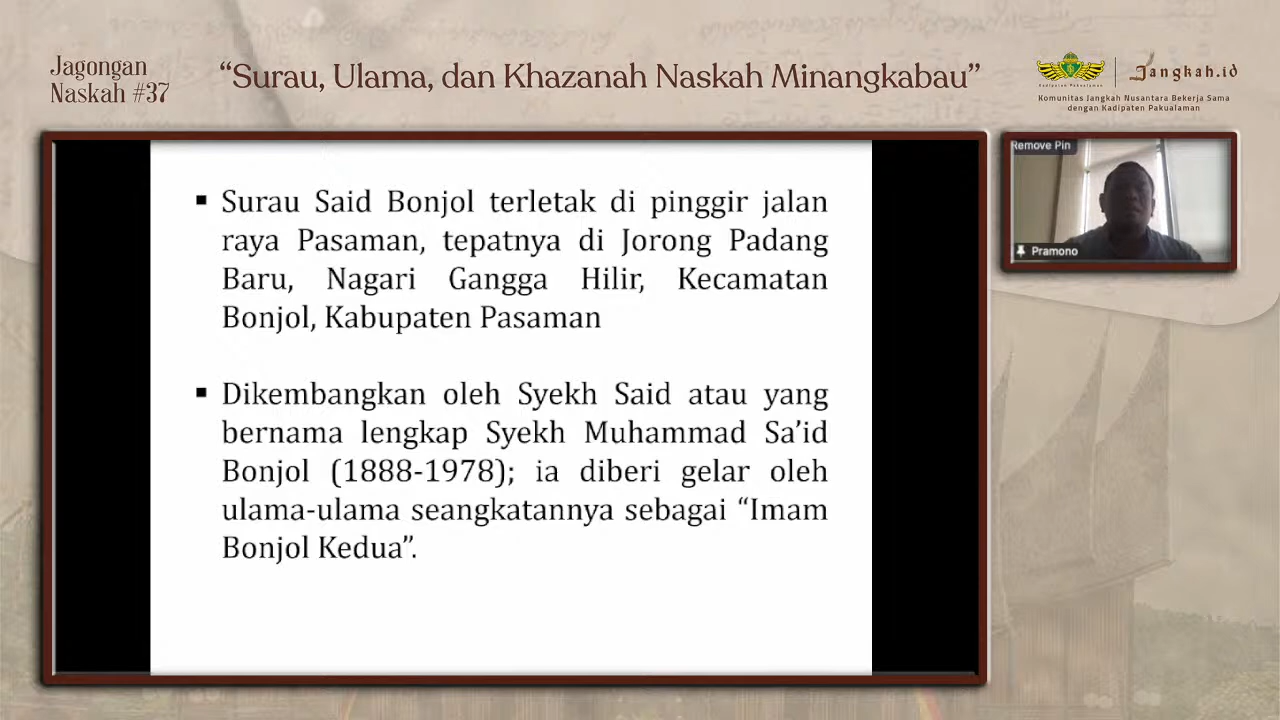 Jagongan
Naskah #37
“Surau, Ulama, dan Khazanah Naskah Minangkabau”
Kadipaten Pakualaman
Jangkah.id
Komunitas Jangkah Nusantara Bekerja Sama
dengan Kadipaten Pakualaman
Remove Pin
Pramono
▪ Surau Said Bonjol terletak di pinggir jalan
raya Pasaman, tepatnya di Jorong Padang
Baru, Nagari Gangga Hilir, Kecamatan
Bonjol, Kabupaten Pasaman
▪ Dikembangkan oleh Syekh Said atau yang
bernama lengkap Syekh Muhammad Sa’id
Bonjol (1888-1978); ia diberi gelar oleh
ulama-ulama seangkatannya sebagai “Imam
Bonjol Kedua”.